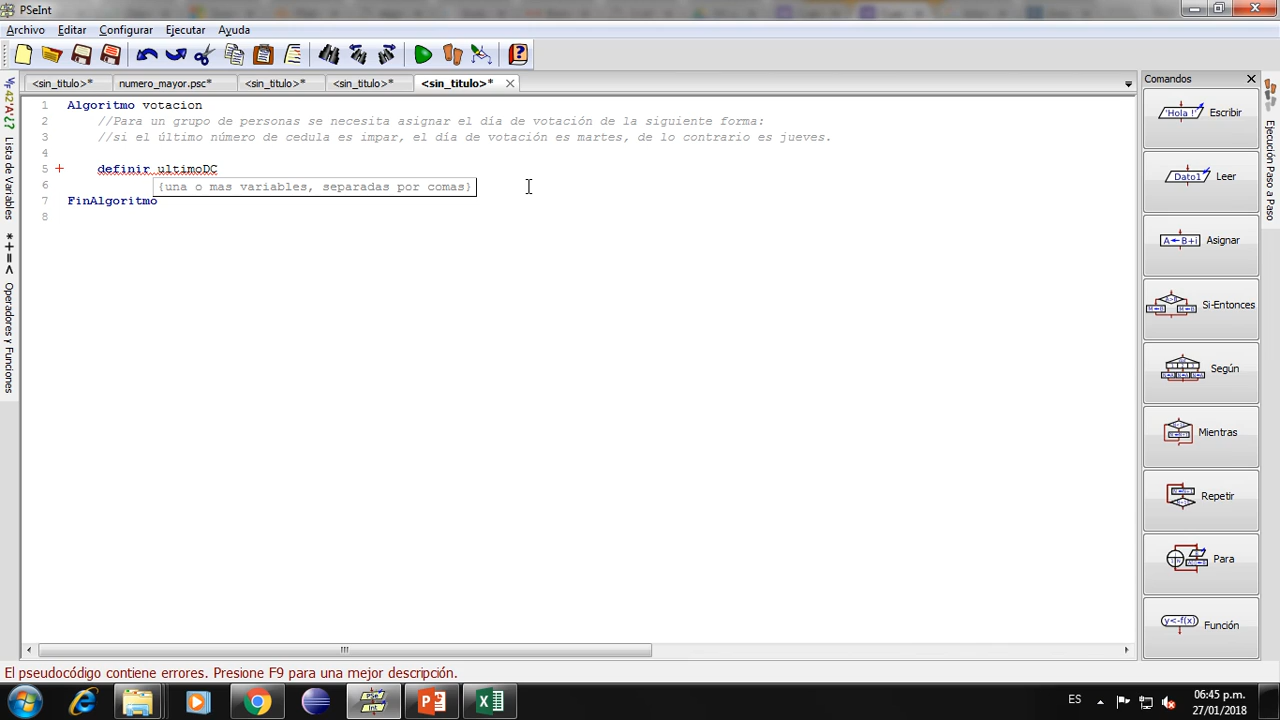 PSeInt
Archivo Editar Configurar Ejecutar Ayuda
<sin_titulo>* numero_mayor.psc* <sin_titulo>* <sin_titulo>* <sin_titulo>*
Comandos
1 Algoritmo votacion
2 //Para un grupo de personas se necesita asignar el día de votación de la siguiente forma:
3 //si el último número de cedula es impar, el día de votación es martes, de lo contrario es jueves.
4
5 definir ultimoDC
6 {una o mas variables, separadas por comas}
7 FinAlgoritmo
8
Lista de Variables
Operadores y Funciones
'Hola !' Escribir
Dato1 Leer
A←B+i Asignar
Si-Entonces
Según
Mientras
Repetir
Para
y<-f(x) Función
Ejecución Paso a Paso
El pseudocódigo contiene errores. Presione F9 para una mejor descripción.
ES
06:45 p.m.
27/01/2018